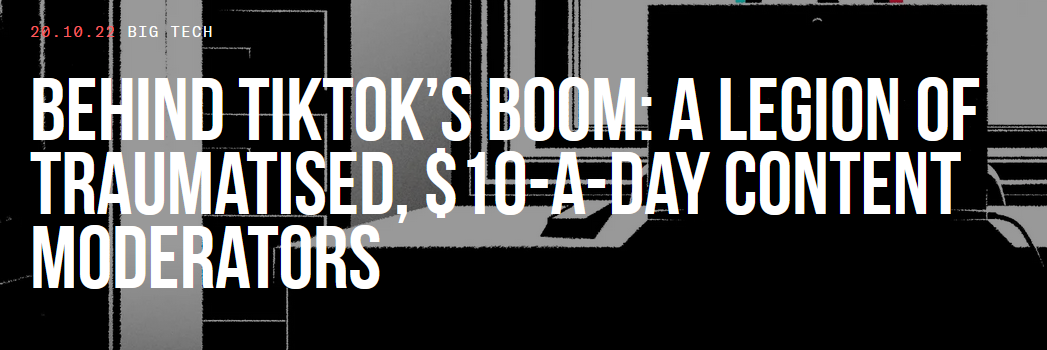 20.10.22 BIG TECH
BEHIND TIKTOK’S BOOM: A LEGION OF
TRAUMATISED, $10-A-DAY CONTENT
MODERATORS